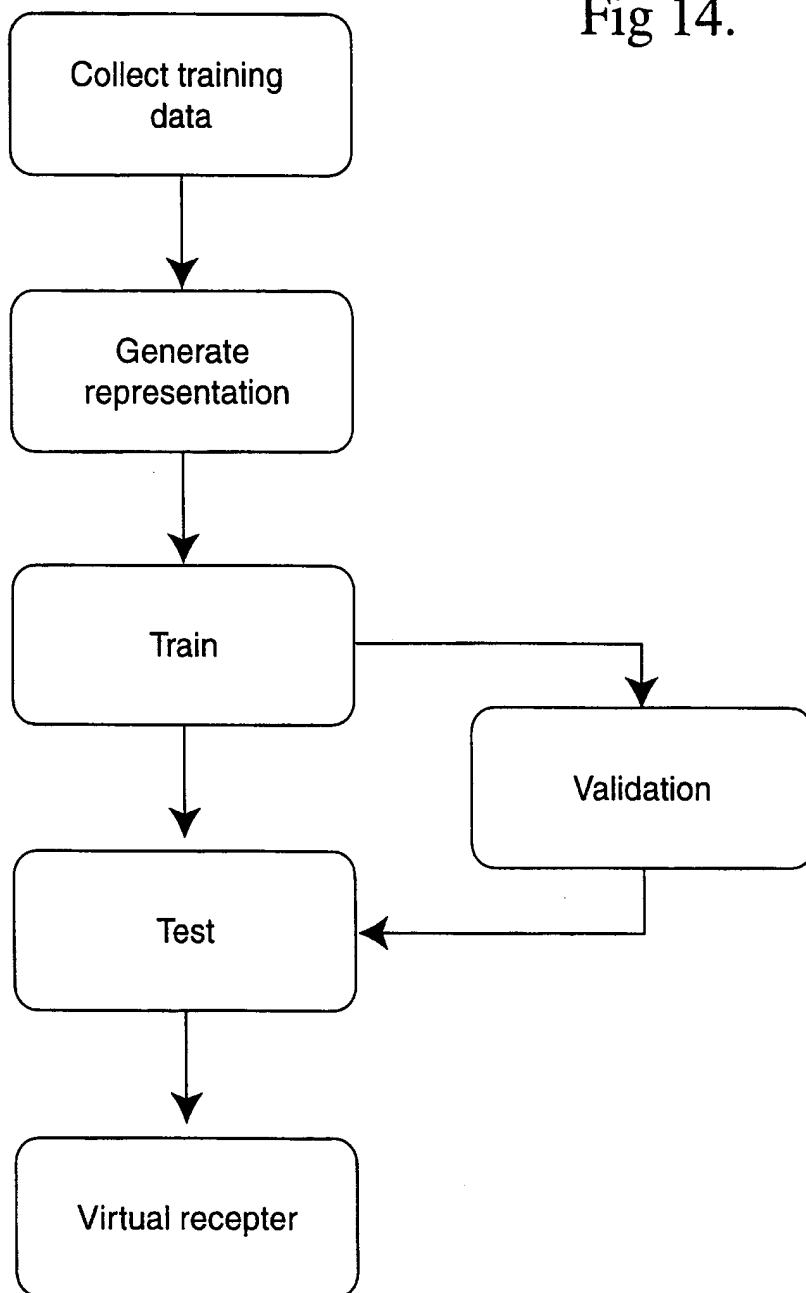 Fig 14.
Collect training
data
Generate
representation
Train
Validation
Test
Virtual recepter